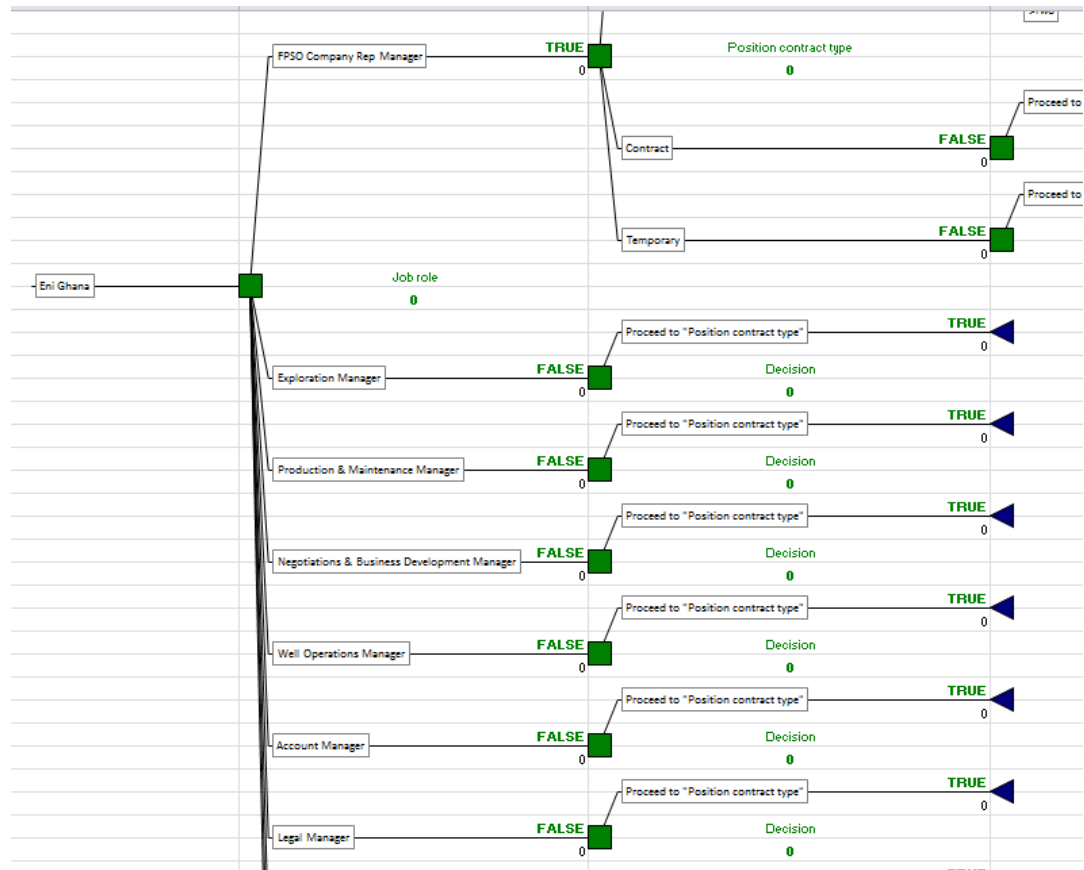 FPSO Company Rep Manager
TRUE
0
Position contract type
0
Proceed to
Contract
FALSE
0
Proceed to
Temporary
FALSE
0
Eni Ghana
Job role
0
Proceed to "Position contract type"
TRUE
0
Exploration Manager
FALSE
0
Decision
0
Proceed to "Position contract type"
TRUE
0
Production & Maintenance Manager
FALSE
0
Decision
0
Proceed to "Position contract type"
TRUE
0
Negotiations & Business Development Manager
FALSE
0
Decision
0
Proceed to "Position contract type"
TRUE
0
Well Operations Manager
FALSE
0
Decision
0
Proceed to "Position contract type"
TRUE
0
Account Manager
FALSE
0
Decision
0
Proceed to "Position contract type"
TRUE
0
Legal Manager
FALSE
0
Decision
0